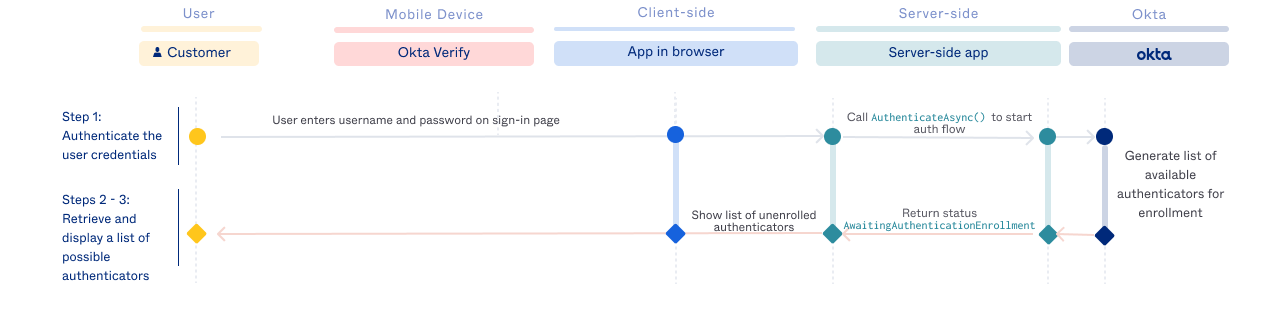 User
Mobile Device
Client-side
Server-side
Okta
Customer
Okta Verify
App in browser
Server-side app
okta
Step 1:
Authenticate the
user credentials
User enters username and password on sign-in page
Call AuthenticateAsync() to start
auth flow
Generate list of
available
authenticators for
enrollment
Steps 2 - 3:
Retrieve and
display a list of
possible
authenticators
Show list of unenrolled
authenticators
Return status
AwaitingAuthenticationEnrollment